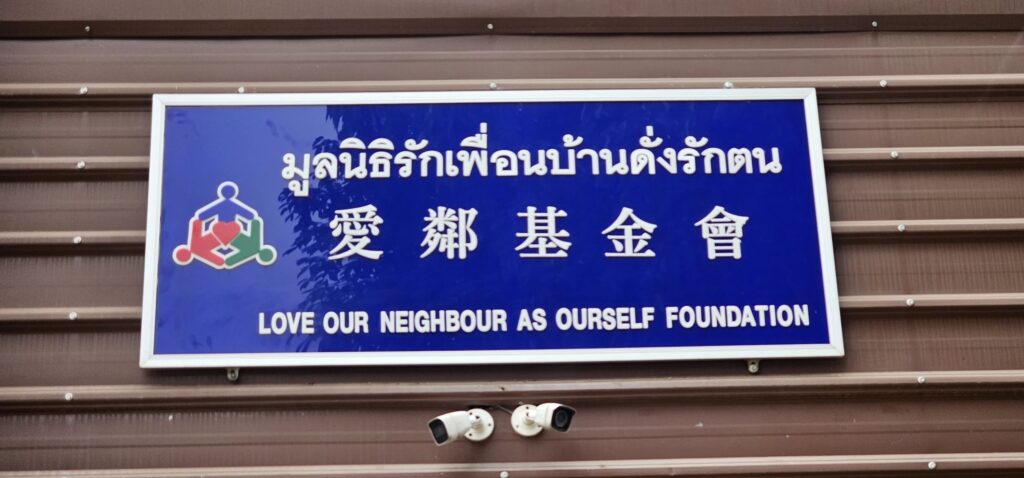 มูลนิธิรักเพื่อนบ้านดั่งรักตน
愛鄰基金會
LOVE OUR NEIGHBOUR AS OURSELF FOUNDATION